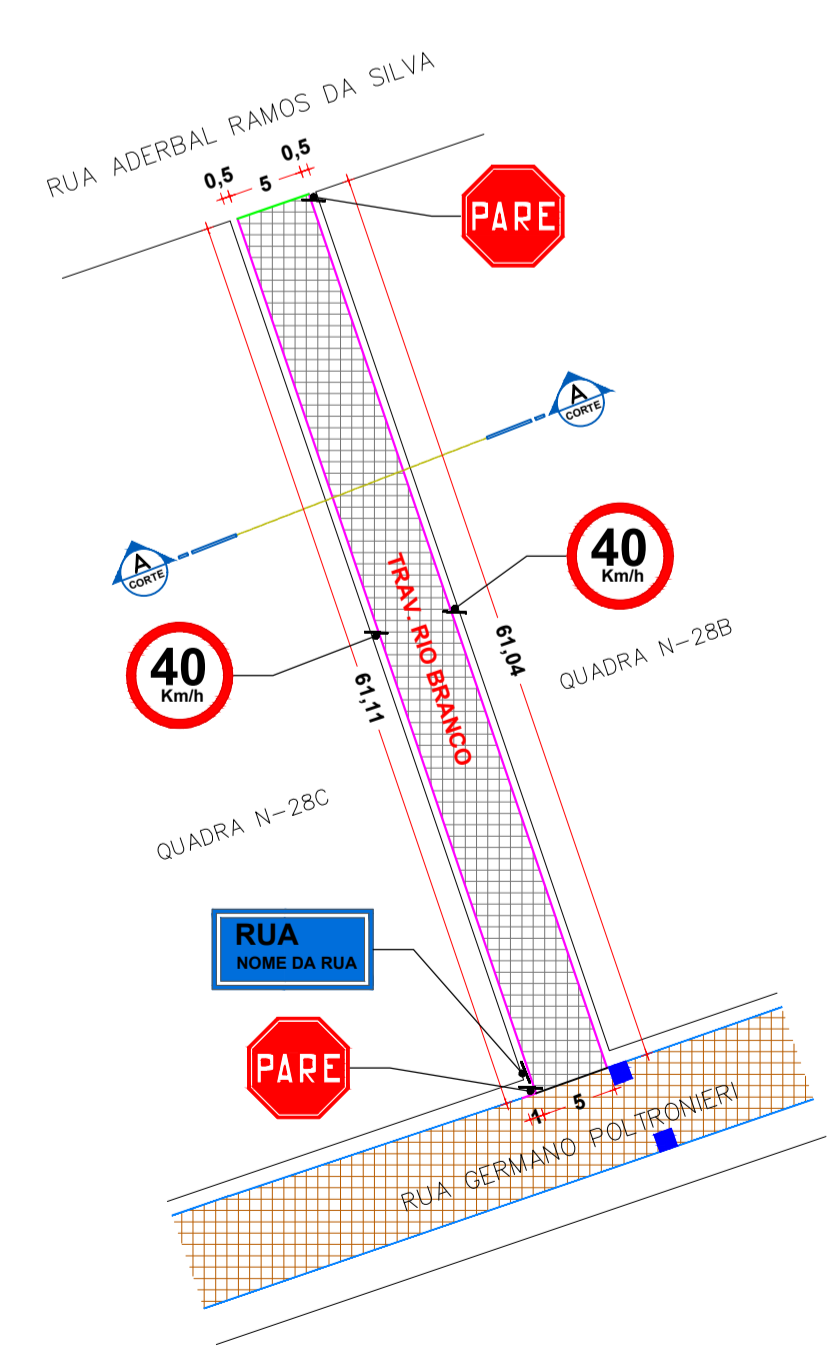 RUA ADERBAL RAMOS DA SILVA
0,5
5
0,5
PARE
A
CORTE
40
Km/h
A
CORTE
TRAV. RIO BRANCO
61,04
QUADRA N-28B
40
Km/h
61,11
QUADRA N-28C
RUA
NOME DA RUA
PARE
1
5
RUA GERMANO POLTRONIERI